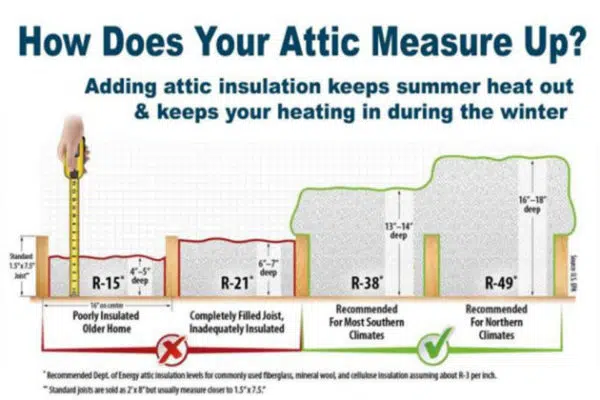 How Does Your Attic Measure Up?
Adding attic insulation keeps summer heat out
& keeps your heating in during the winter
16"–18"
deep
13"–14"
deep
Standard
1.5"x7.5"
Joist**
4"–5"
deep
6"–7"
deep
R-15*
R-21*
R-38*
R-49*
Source: U.S. EPA
16" on center
Poorly Insulated
Older Home
Completely Filled Joist,
Inadequately Insulated
Recommended
For Most Southern
Climates
Recommended
For Northern
Climates
* Recommended Dept. of Energy attic insulation levels for commonly used fiberglass, mineral wool, and cellulose insulation assuming about R-3 per inch.
** Standard joists are sold as 2"x 8" but usually measure closer to 1.5"x 7.5."